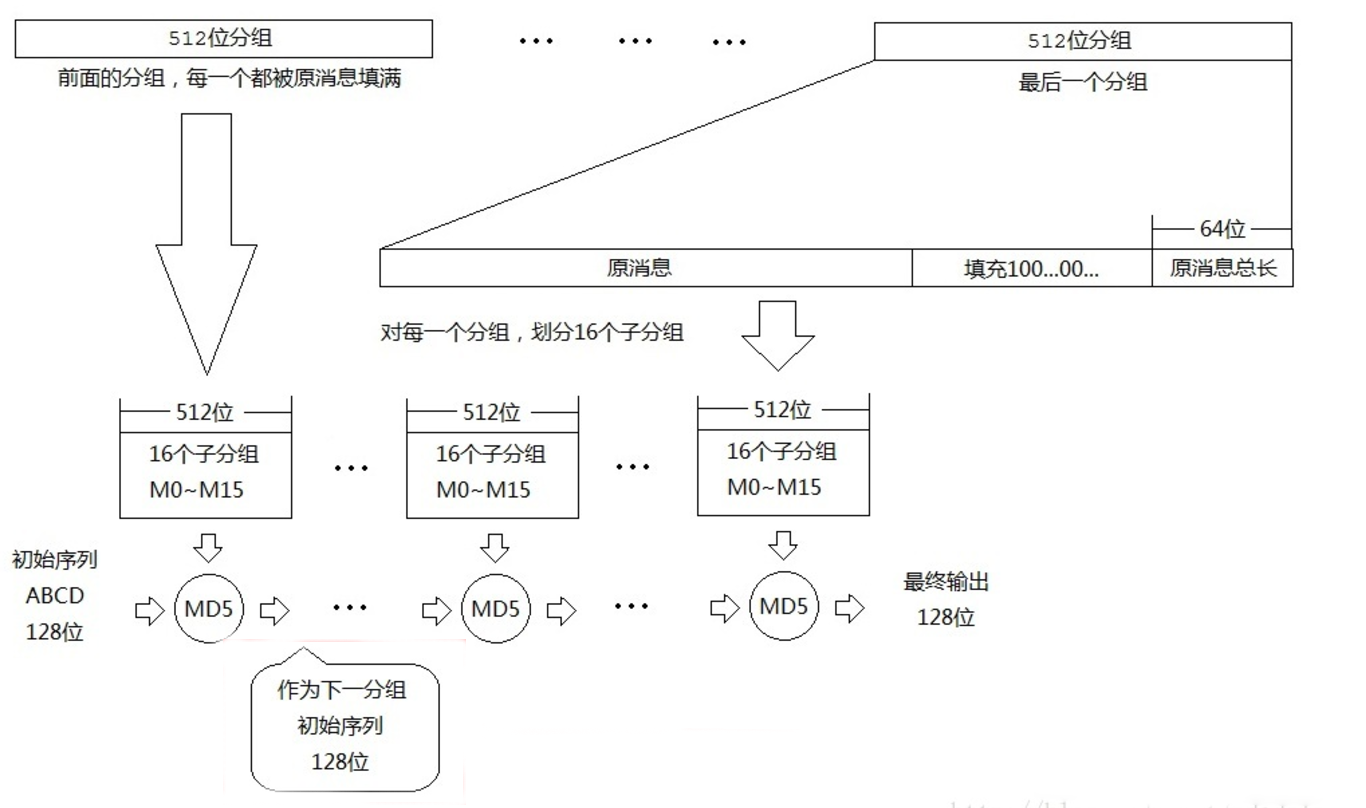 512位分组
••• ••• •••
512位分组
前面的分组，每一个都被原消息填满
最后一个分组
64位
原消息
填充100...00...
原消息总长
对每一个分组，划分16个子分组
512位
512位
512位
16个子分组
M0~M15
•••
16个子分组
M0~M15
•••
16个子分组
M0~M15
初始序列
ABCD
128位
MD5
•••
MD5
•••
MD5
最终输出
128位
作为下一分组
初始序列
128位